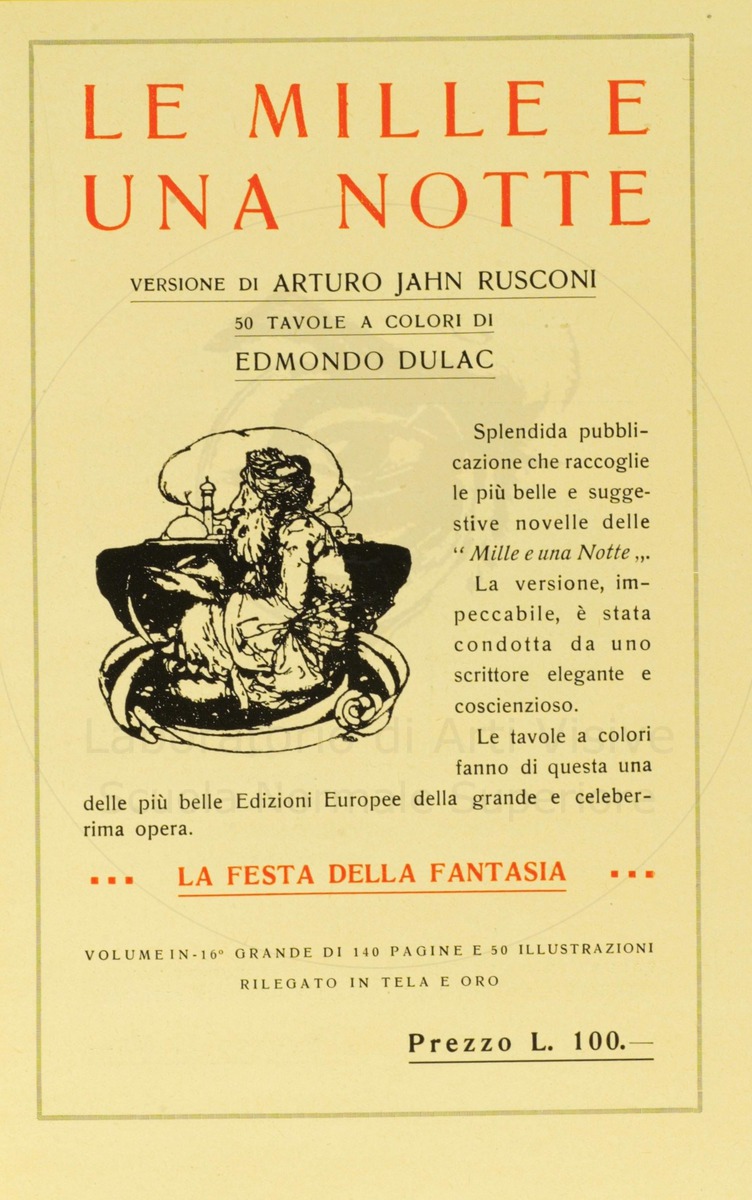 LE MILLE E
UNA NOTTE
VERSIONE DI ARTURO JAHN RUSCONI
50 TAVOLE A COLORI DI
EDMONDO DULAC
Splendida pubbli-
cazione che raccoglie
le più belle e sugge-
stive novelle delle
“ Mille e una Notte „.
La versione, im-
peccabile, è stata
condotta da uno
scrittore elegante e
coscienzioso.
Le tavole a colori
fanno di questa una
delle più belle Edizioni Europee della grande e celeber-
rima opera.
... LA FESTA DELLA FANTASIA ...
VOLUME IN-16º GRANDE DI 140 PAGINE E 50 ILLUSTRAZIONI
RILEGATO IN TELA E ORO
Prezzo L. 100.—